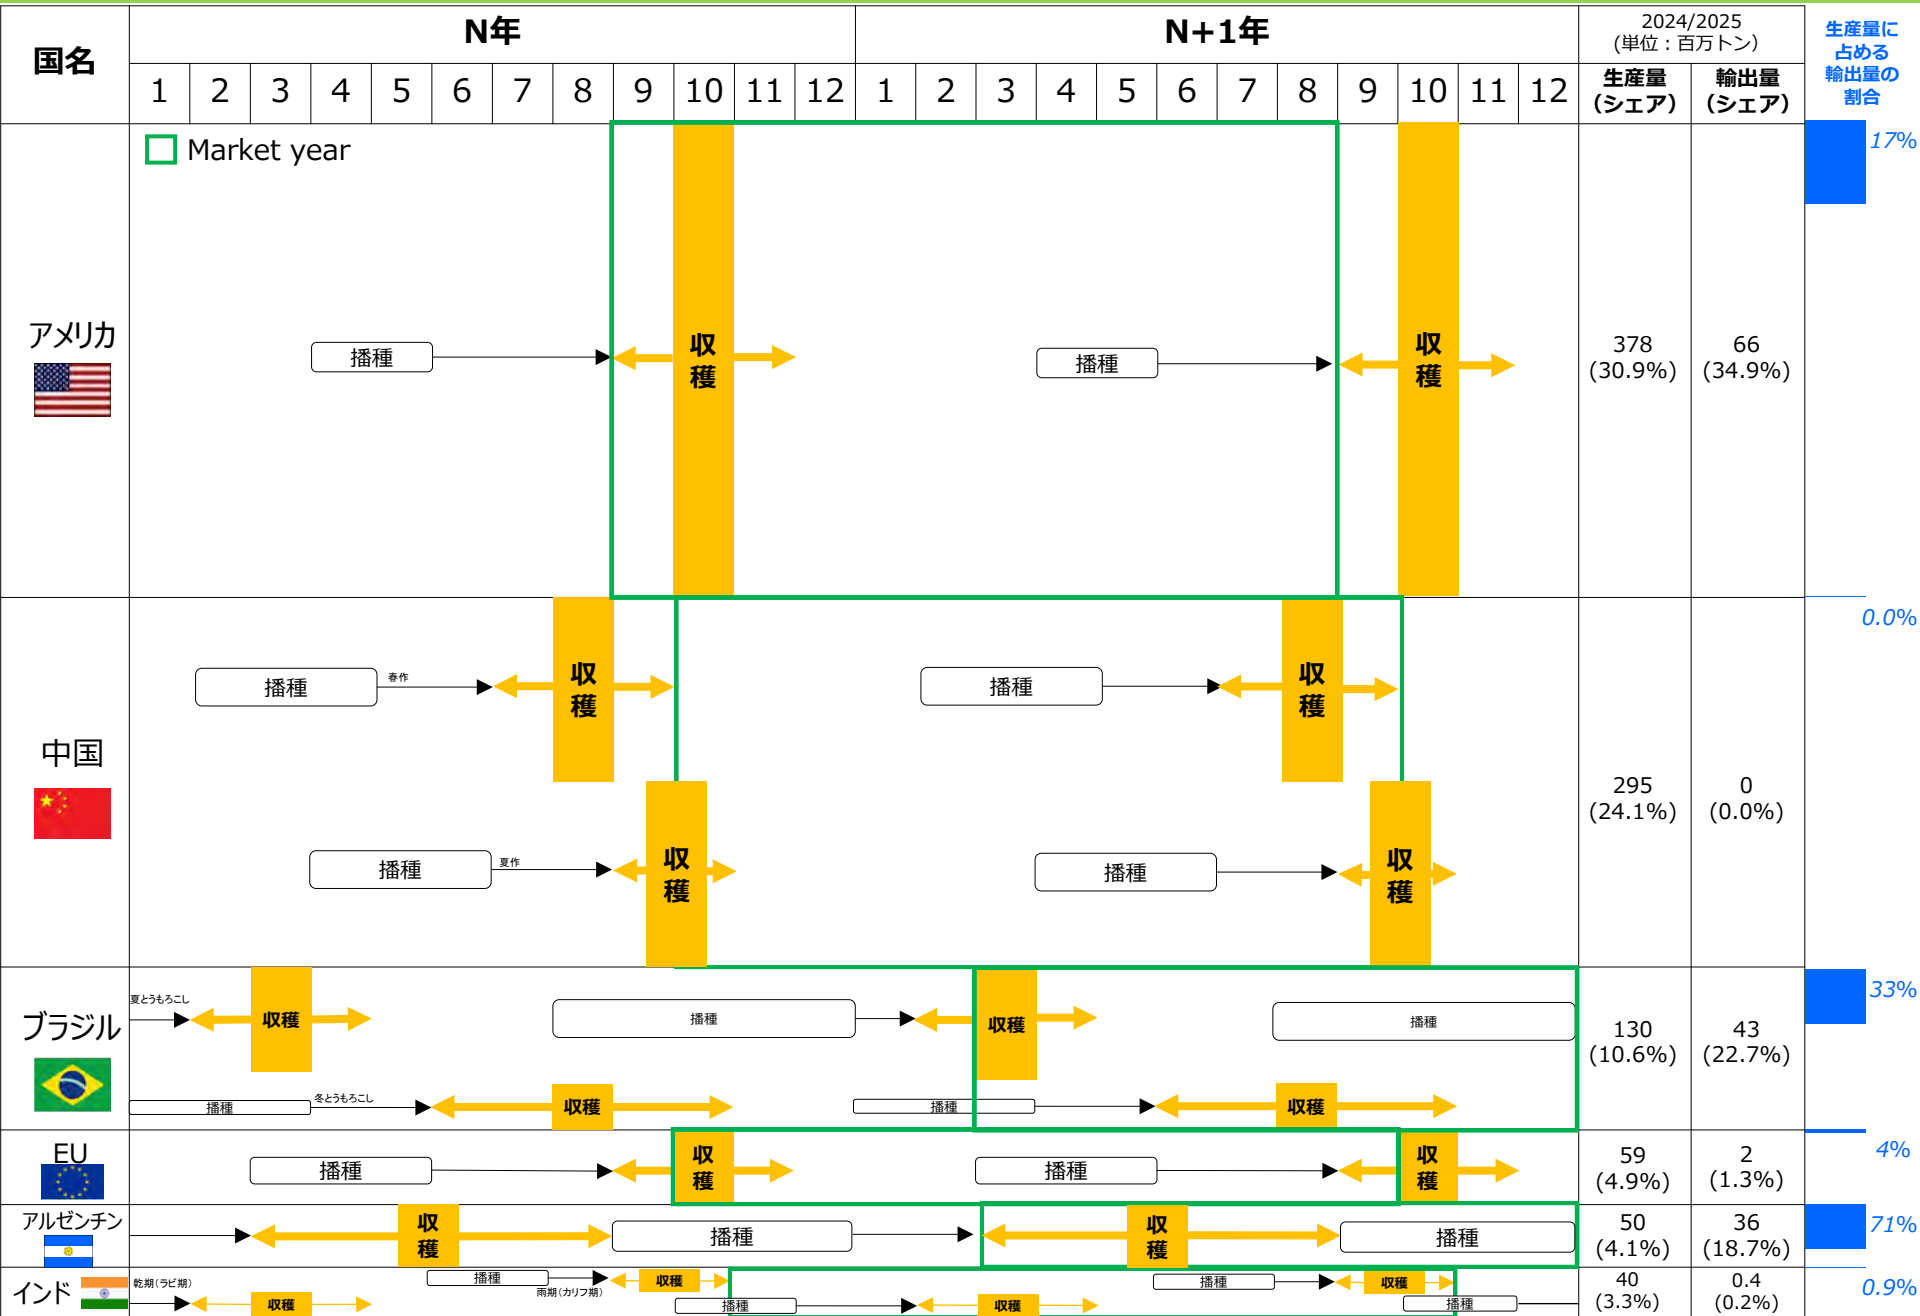 国名
N年
N+1年
2024/2025
(単位：百万トン)
生産量に
占める
輸出量の
割合
1 2 3 4 5 6 7 8 9 10 11 12 1 2 3 4 5 6 7 8 9 10 11 12
生産量
(シェア)
輸出量
(シェア)
Market year
17%
アメリカ
播種
収
穫
播種
収
穫
378
(30.9%)
66
(34.9%)
0.0%
中国
播種
春作
収
穫
播種
収
穫
播種
夏作
収
穫
播種
収
穫
295
(24.1%)
0
(0.0%)
ブラジル
夏とうもろこし
収穫
播種
収穫
播種
播種
冬とうもろこし
収穫
播種
収穫
130
(10.6%)
43
(22.7%)
33%
EU
播種
収
穫
播種
収
穫
59
(4.9%)
2
(1.3%)
4%
アルゼンチン
収
穫
播種
収
穫
播種
50
(4.1%)
36
(18.7%)
71%
インド
乾期(ラビ期)
収穫
播種
雨期(カリフ期)
収穫
播種
播種
収穫
収穫
播種
40
(3.3%)
0.4
(0.2%)
0.9%